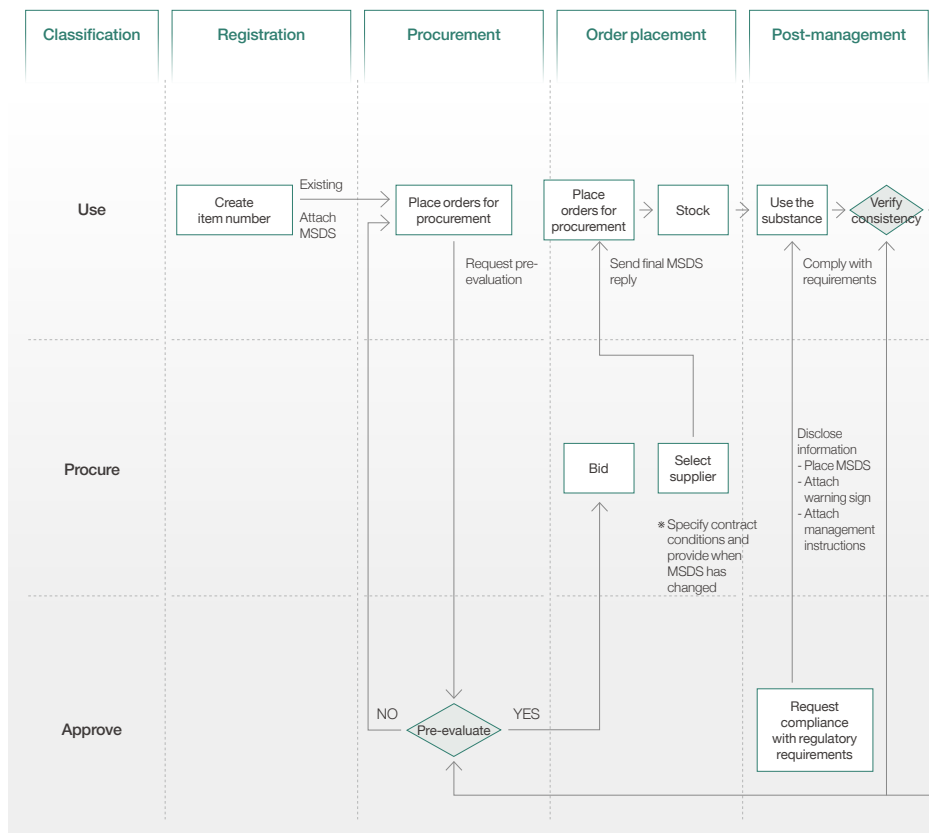 Classification
Registration
Procurement
Order placement
Post-management
Use
Create
item number
Existing
Attach
MSDS
Place orders for
procurement
Request pre-
evaluation
Place
orders for
procurement
Stock
Send final MSDS
reply
Use the
substance
Verify
consistency
Comply with
requirements
Procure
Bid
Select
supplier
※ Specify contract
conditions and
provide when
MSDS has
changed
Disclose
information
- Place MSDS
- Attach
warning sign
- Attach
management
instructions
Approve
NO
Pre-evaluate
YES
Request
compliance
with regulatory
requirements